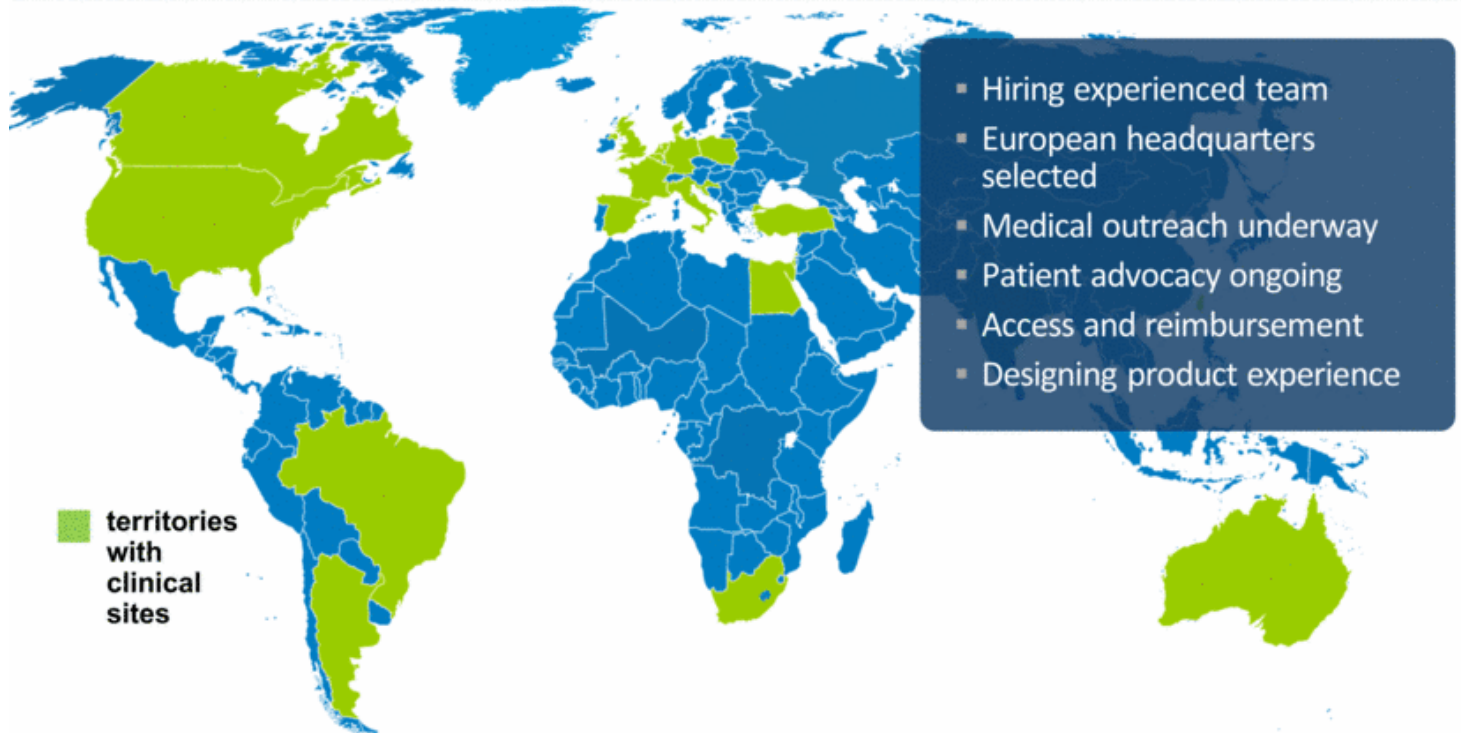 Hiring experienced team
European headquarters
selected
Medical outreach underway
Patient advocacy ongoing
Access and reimbursement
Designing product experience
territories
with
clinical
sites